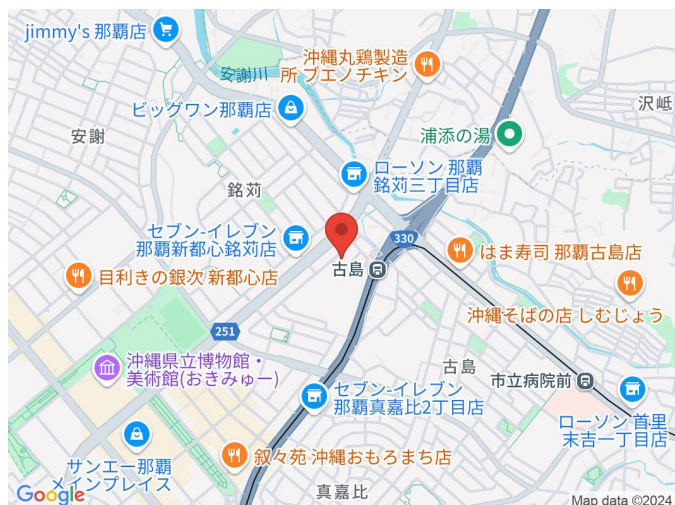 jimmy's 那覇店
沖縄丸鶏製造
所 ブエノチキン
安謝川
沢岻
ビッグワン那覇店
安謝
浦添の湯
ローソン 那覇
銘苅三丁目店
銘苅
セブン-イレブン
那覇新都心銘苅店
330
はま寿司 那覇古島店
古島
目利きの銀次 新都心店
沖縄そばの店 しむじょう
251
沖縄県立博物館・
美術館(おきみゅー)
古島
市立病院前
セブン-イレブン
那覇真嘉比2丁目店
ローソン 首里
末吉一丁目店
サンエー那覇
メインプレイス
叙々苑 沖縄おもろまち店
真嘉比
Google
Map data ©2024